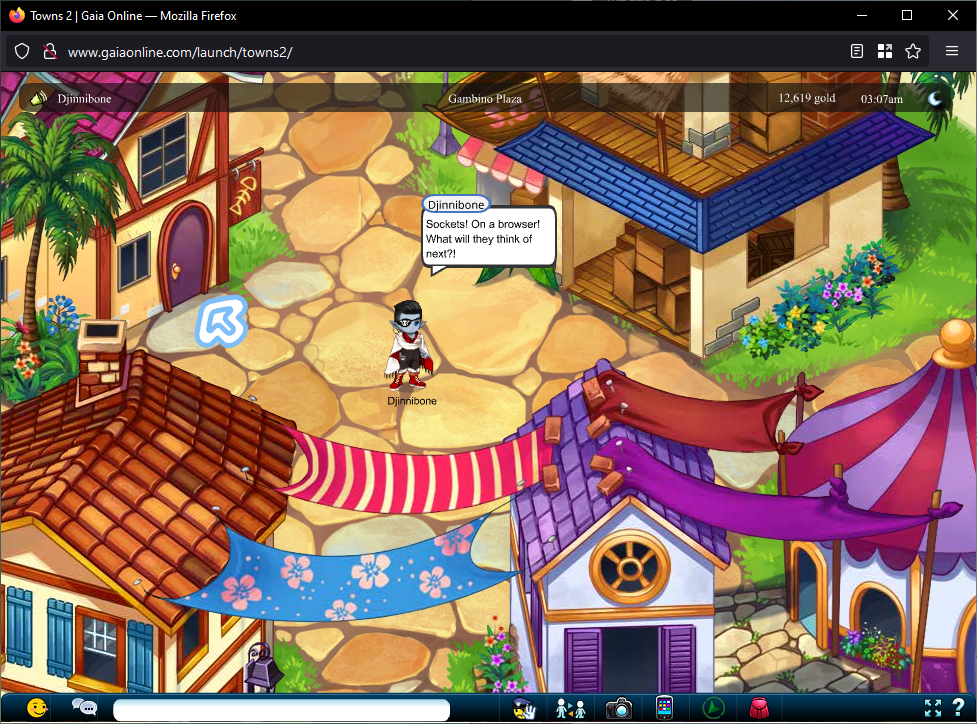 Towns 2 | Gaia Online — Mozilla Firefox
www.gaiaonline.com/launch/towns2/
Djinnibone
Gambino Plaza
12,619 gold
03:07am
Djinnibone
Sockets! On a browser!
What will they think of
next?!
Djinnibone
?